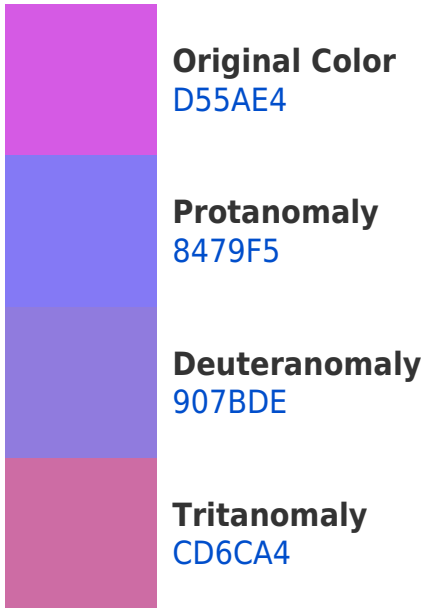 Original Color
D55AE4
Protanomaly
8479F5
Deuteranomaly
907BDE
Tritanomaly
CD6CA4